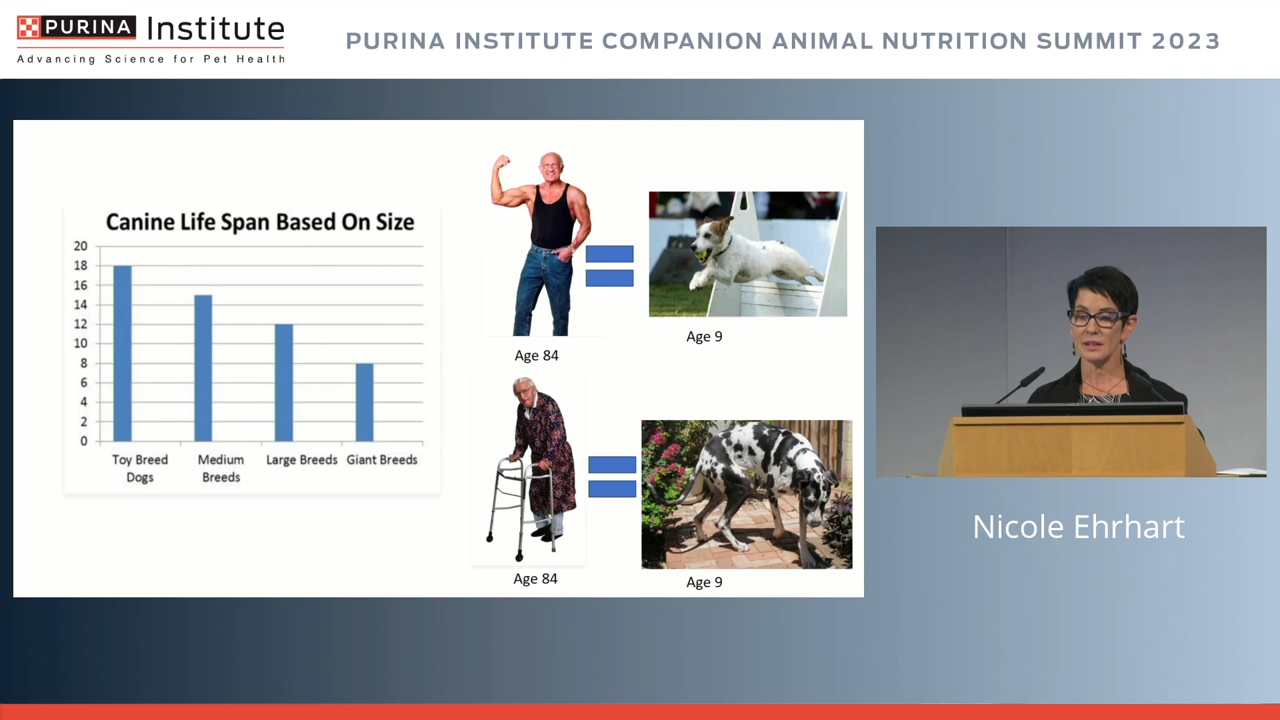 PURINA Institute
Advancing Science for Pet Health
PURINA INSTITUTE COMPANION ANIMAL NUTRITION SUMMIT 2023
Canine Life Span Based On Size
20
18
16
14
12
10
8
6
4
2
0
Toy Breed
Dogs
Medium
Breeds
Large Breeds
Giant Breeds
Age 84
Age 9
Age 84
Age 9
Nicole Ehrhart